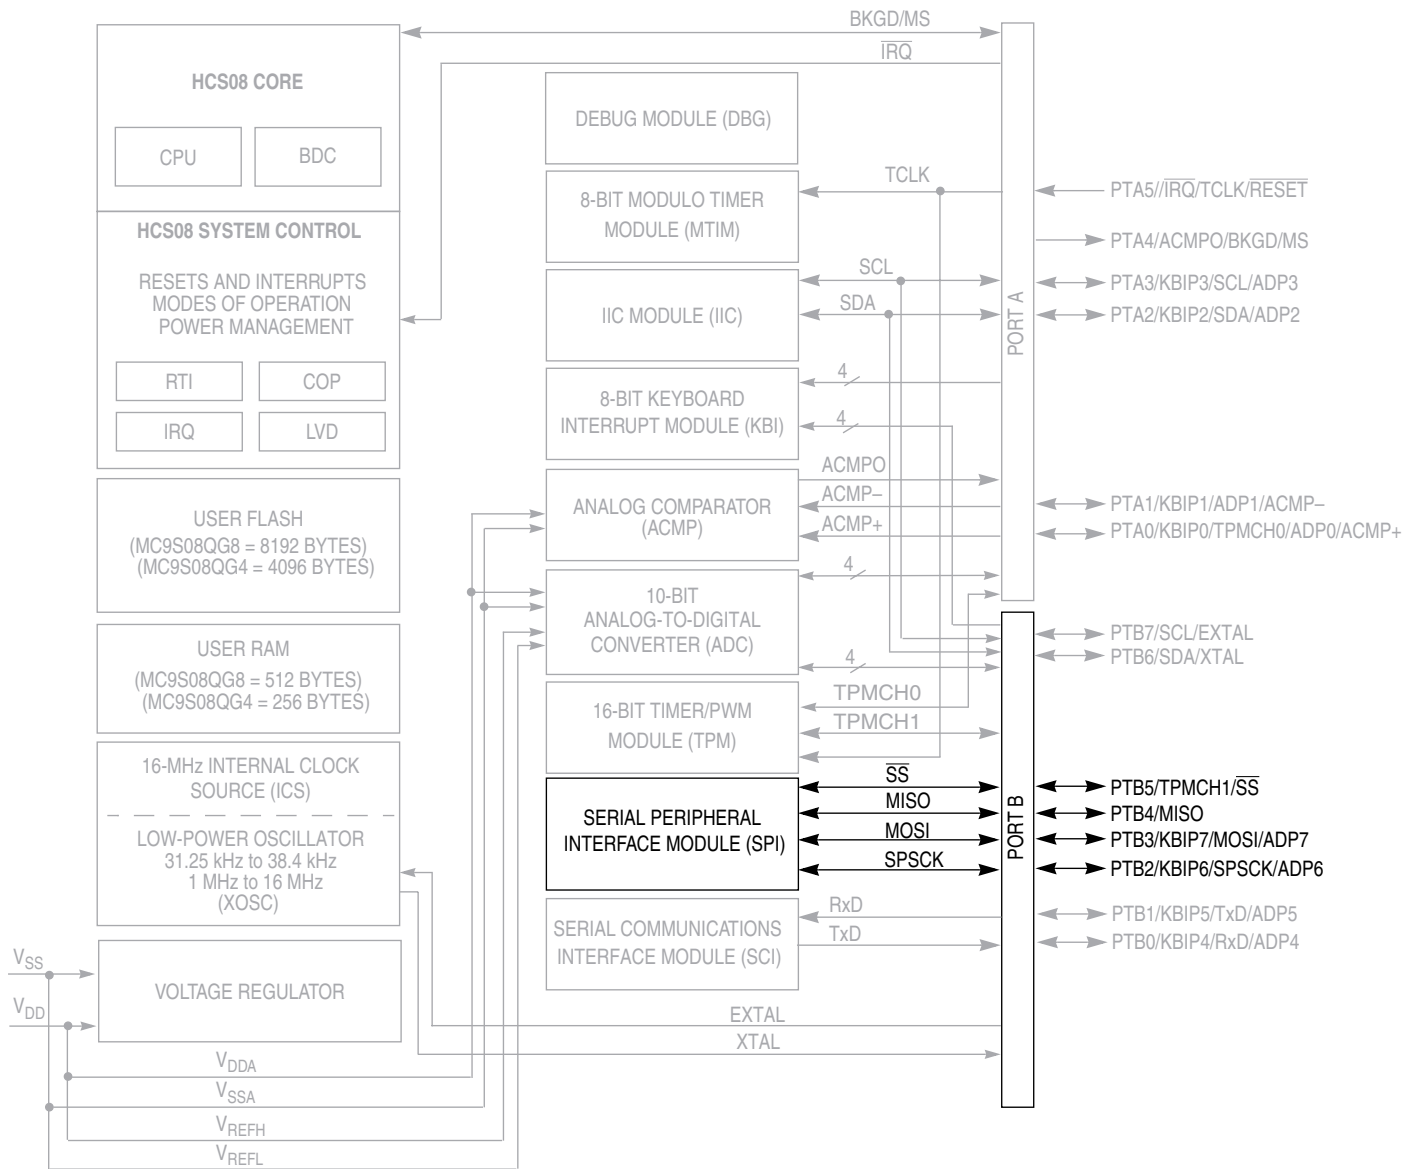 BKGD/MS
IRQ
HCS08 CORE
CPU
BDC
HCS08 SYSTEM CONTROL
RESETS AND INTERRUPTS
MODES OF OPERATION
POWER MANAGEMENT
RTI
COP
IRQ
LVD
USER FLASH
(MC9S08QG8 = 8192 BYTES)
(MC9S08QG4 = 4096 BYTES)
USER RAM
(MC9S08QG8 = 512 BYTES)
(MC9S08QG4 = 256 BYTES)
16-MHz INTERNAL CLOCK
SOURCE (ICS)
LOW-POWER OSCILLATOR
31.25 kHz to 38.4 kHz
1 MHz to 16 MHz
(XOSC)
VOLTAGE REGULATOR
VSS
VDD
VDDA
VSSA
VREFH
VREFL
DEBUG MODULE (DBG)
8-BIT MODULO TIMER
MODULE (MTIM)
TCLK
IIC MODULE (IIC)
SCL
SDA
8-BIT KEYBOARD
INTERRUPT MODULE (KBI)
4
4
ANALOG COMPARATOR
(ACMP)
ACMPO
ACMP–
ACMP+
10-BIT
ANALOG-TO-DIGITAL
CONVERTER (ADC)
4
4
16-BIT TIMER/PWM
MODULE (TPM)
TPMCH0
TPMCH1
SERIAL PERIPHERAL
INTERFACE MODULE (SPI)
SS
MISO
MOSI
SPSCK
SERIAL COMMUNICATIONS
INTERFACE MODULE (SCI)
RxD
TxD
EXTAL
XTAL
PORT A
PTA5//IRQ/TCLK/RESET
PTA4/ACMPO/BKGD/MS
PTA3/KBIP3/SCL/ADP3
PTA2/KBIP2/SDA/ADP2
PTA1/KBIP1/ADP1/ACMP–
PTA0/KBIP0/TPMCH0/ADP0/ACMP+
PORT B
PTB7/SCL/EXTAL
PTB6/SDA/XTAL
PTB5/TPMCH1/SS
PTB4/MISO
PTB3/KBIP7/MOSI/ADP7
PTB2/KBIP6/SPSCK/ADP6
PTB1/KBIP5/TxD/ADP5
PTB0/KBIP4/RxD/ADP4